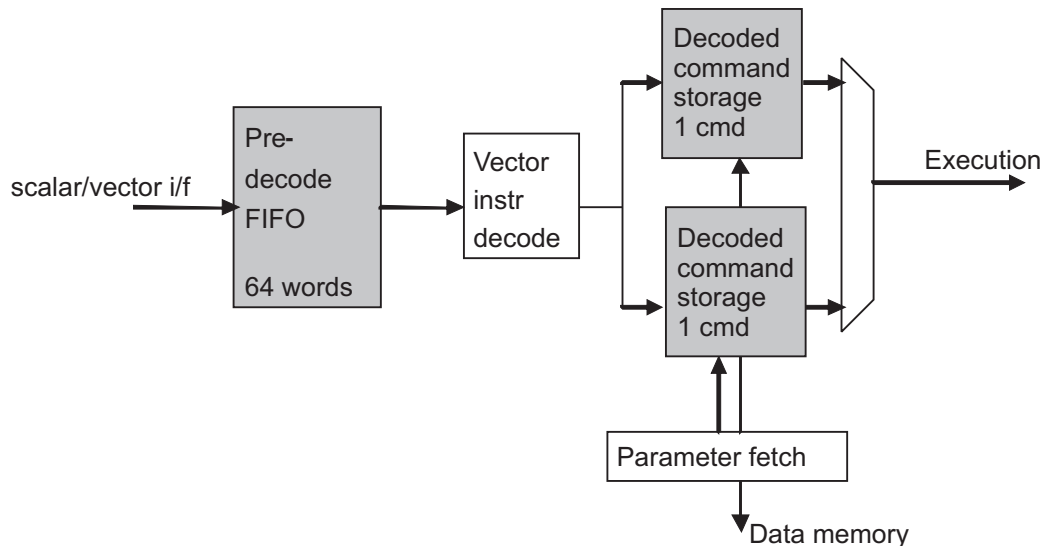 scalar/vector i/f
Pre-
decode
FIFO
64 words
Vector
instr
decode
Decoded
command
storage
1 cmd
Decoded
command
storage
1 cmd
Execution
Parameter fetch
Data memory